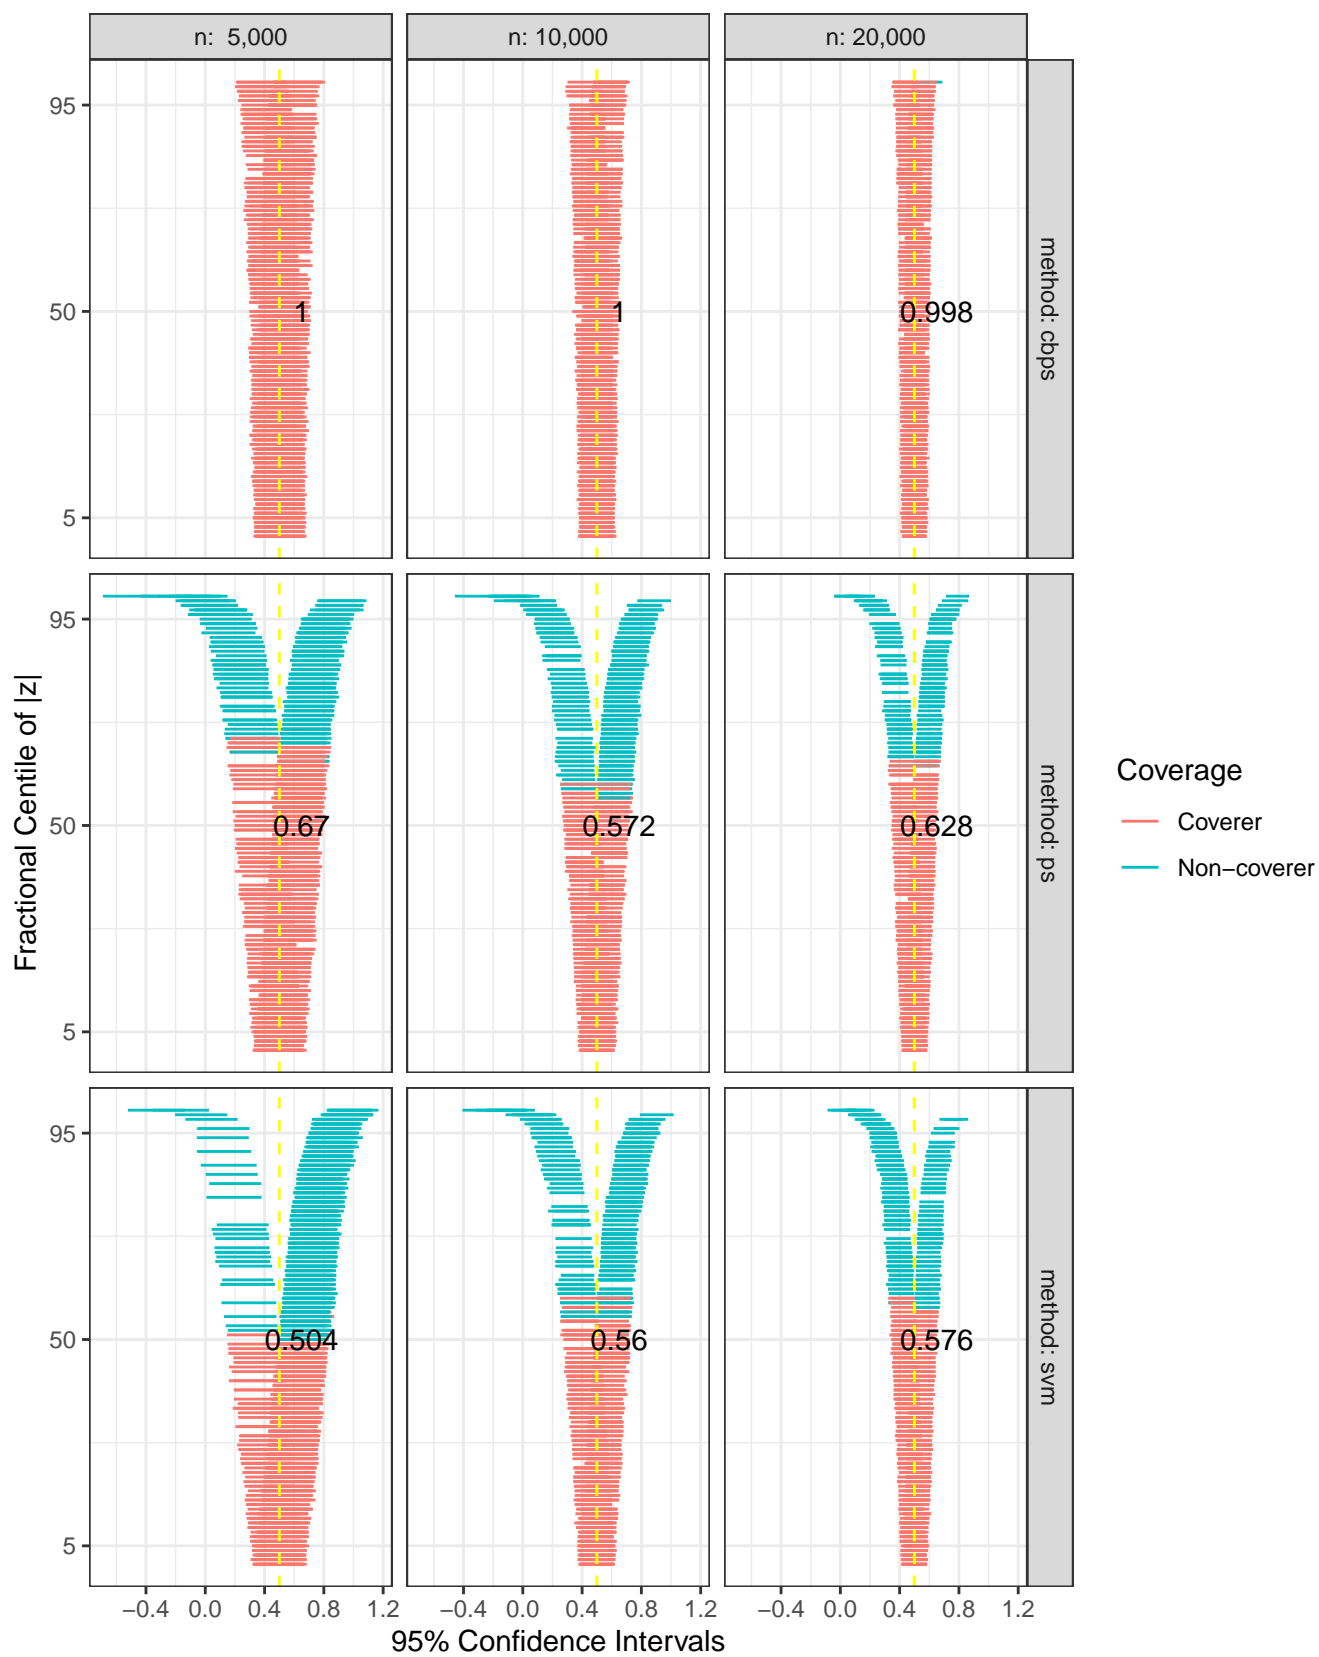 n:  5,000
n: 10,000
n: 20,000
95
50
5
1
1
0.998
method: cbps
95
50
5
0.67
0.572
0.628
method: ps
95
50
5
0.504
0.56
0.576
method: svm
−0.4 0.0 0.4 0.8 1.2
−0.4 0.0 0.4 0.8 1.2
−0.4 0.0 0.4 0.8 1.2
95% Confidence Intervals
Fractional Centile of |z|
Coverage
Coverer
Non−coverer